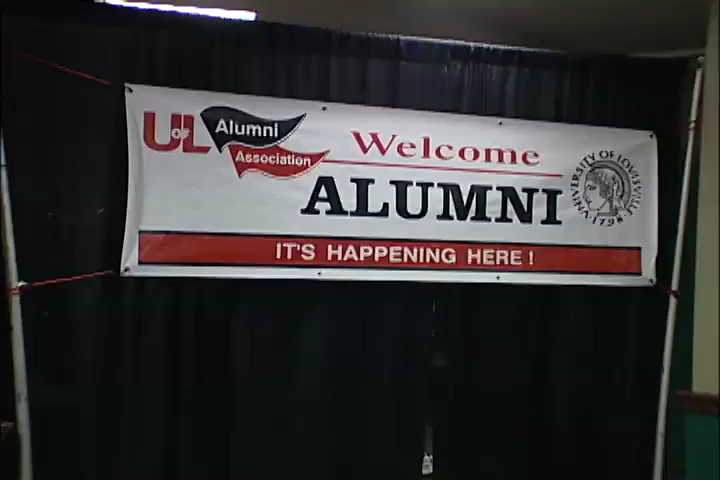 UofL Alumni Association
Welcome
ALUMNI
UNIVERSITY OF LOUISVILLE 1798
IT'S HAPPENING HERE!